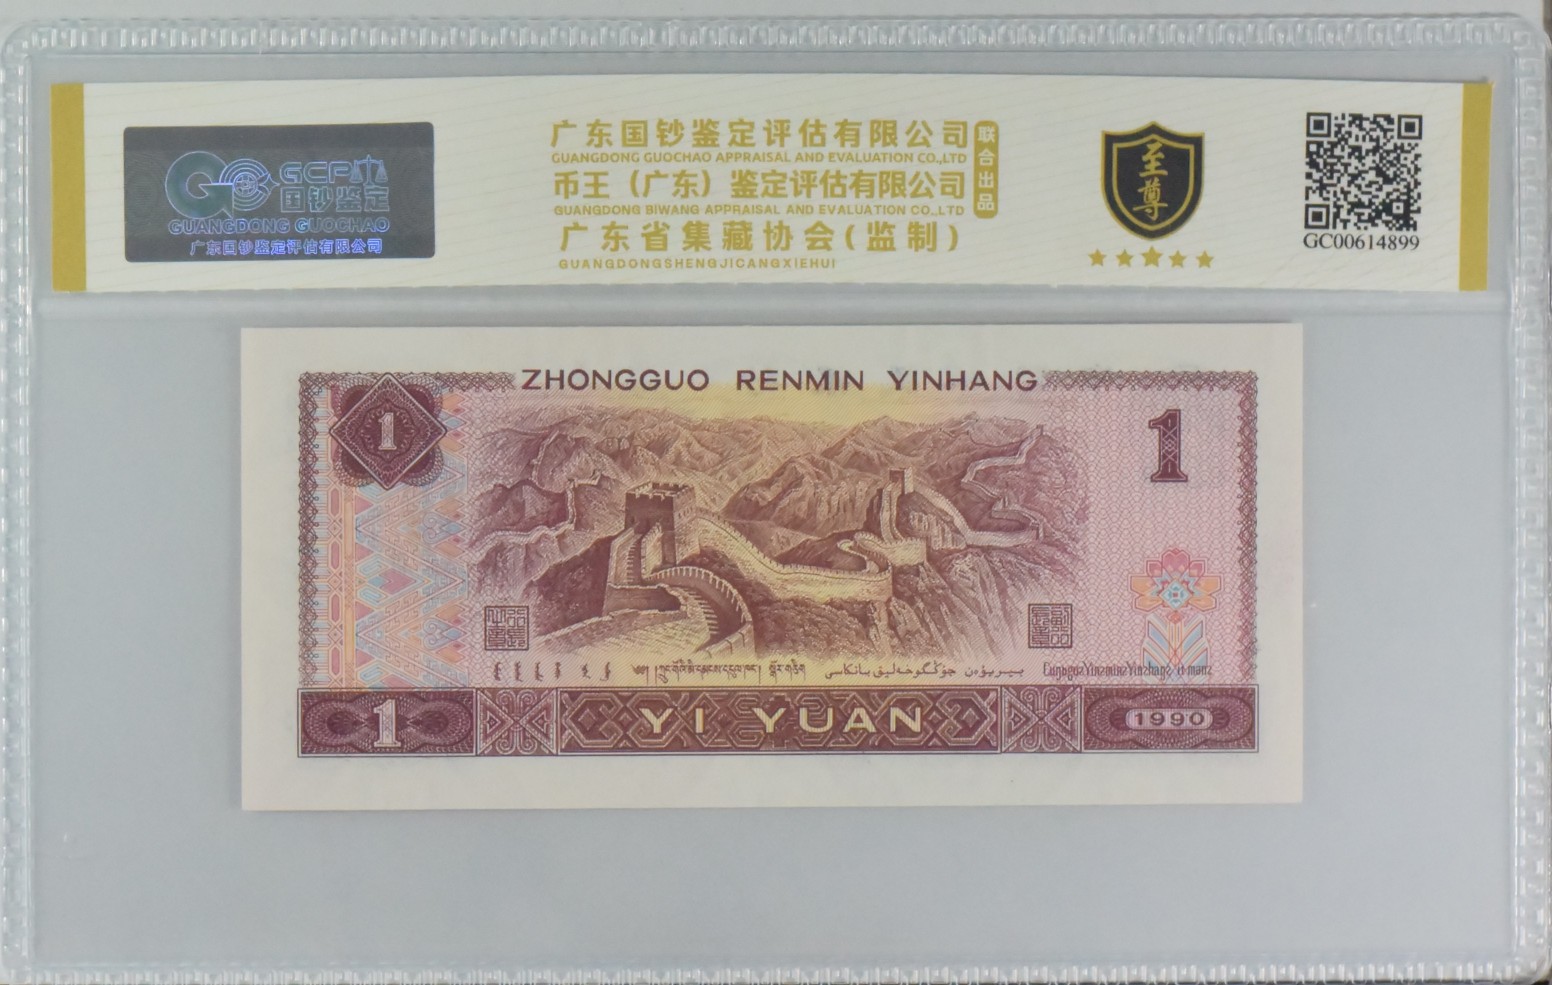 GCP
国钞鉴定
GUANGDONG GUOCHAO
广东国钞鉴定评估有限公司
广东国钞鉴定评估有限公司
GUANGDONG GUOCHAO APPRAISAL AND EVALUATION CO.,LTD
币王（广东）鉴定评估有限公司
GUANGDONG BIWANG APPRAISAL AND EVALUATION CO.,LTD
广东省集藏协会(监制)
GUANGDONGSHENGJICANGXIEHUI
联合出品
至尊
GC00614899
ZHONGGUO RENMIN YINHANG
1
1
1
YI YUAN
1990